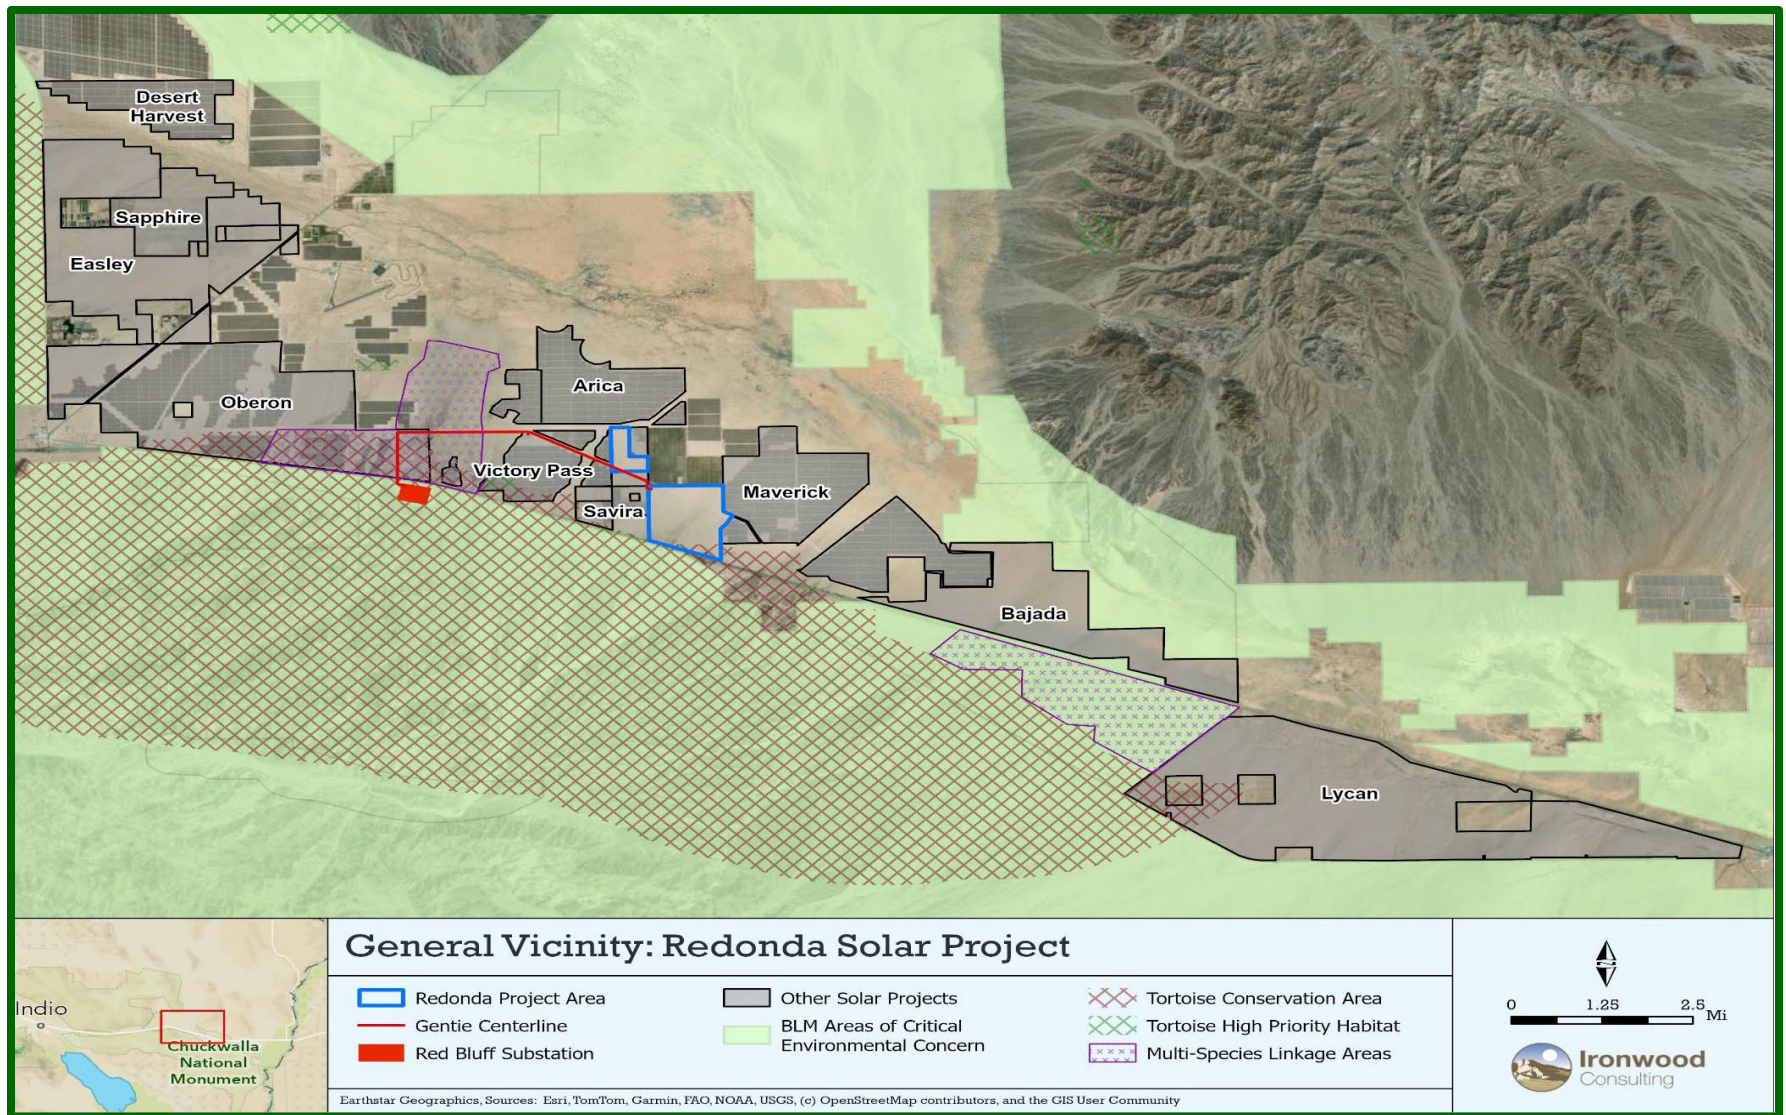 Desert
Harvest
Sapphire
Easley
Oberon
Arica
Victory Pass
Savira
Maverick
Bajada
Lycan
Indio
Chuckwalla
National
Monument
General Vicinity: Redonda Solar Project
Redonda Project Area
Gentie Centerline
Red Bluff Substation
Other Solar Projects
BLM Areas of Critical
Environmental Concern
Tortoise Conservation Area
Tortoise High Priority Habitat
Multi-Species Linkage Areas
N
0 1.25 2.5 Mi
Ironwood
Consulting
Earthstar Geographics, Sources: Esri, TomTom, Garmin, FAO, NOAA, USGS, (c) OpenStreetMap contributors, and the GIS User Community